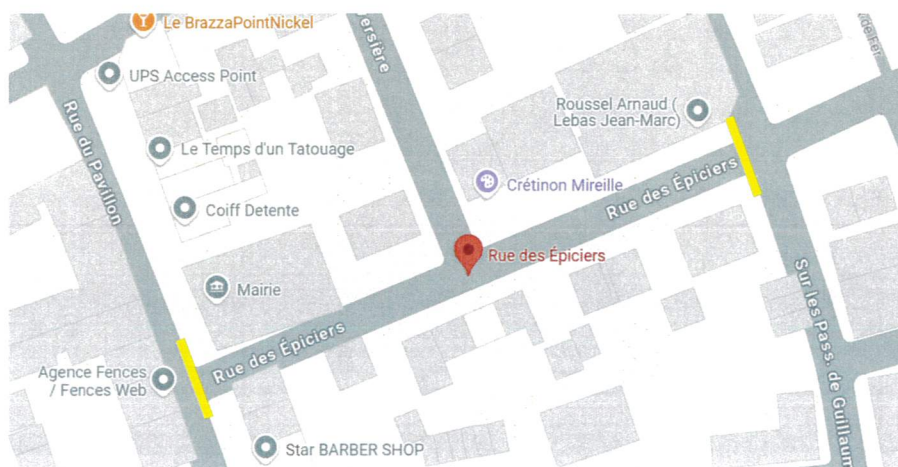 Le BrazzaPointNickel
UPS Access Point
Rue du Pavillon
Le Temps d'un Tatouage
Roussel Arnaud (
Lebas Jean-Marc)
Coiff Detente
Crétinon Mireille
Rue des Épiciers
Rue des Épiciers
Mairie
Rue des Épiciers
Sur les Pass. de Guillaum
Agence Fences
/ Fences Web
Star BARBER SHOP